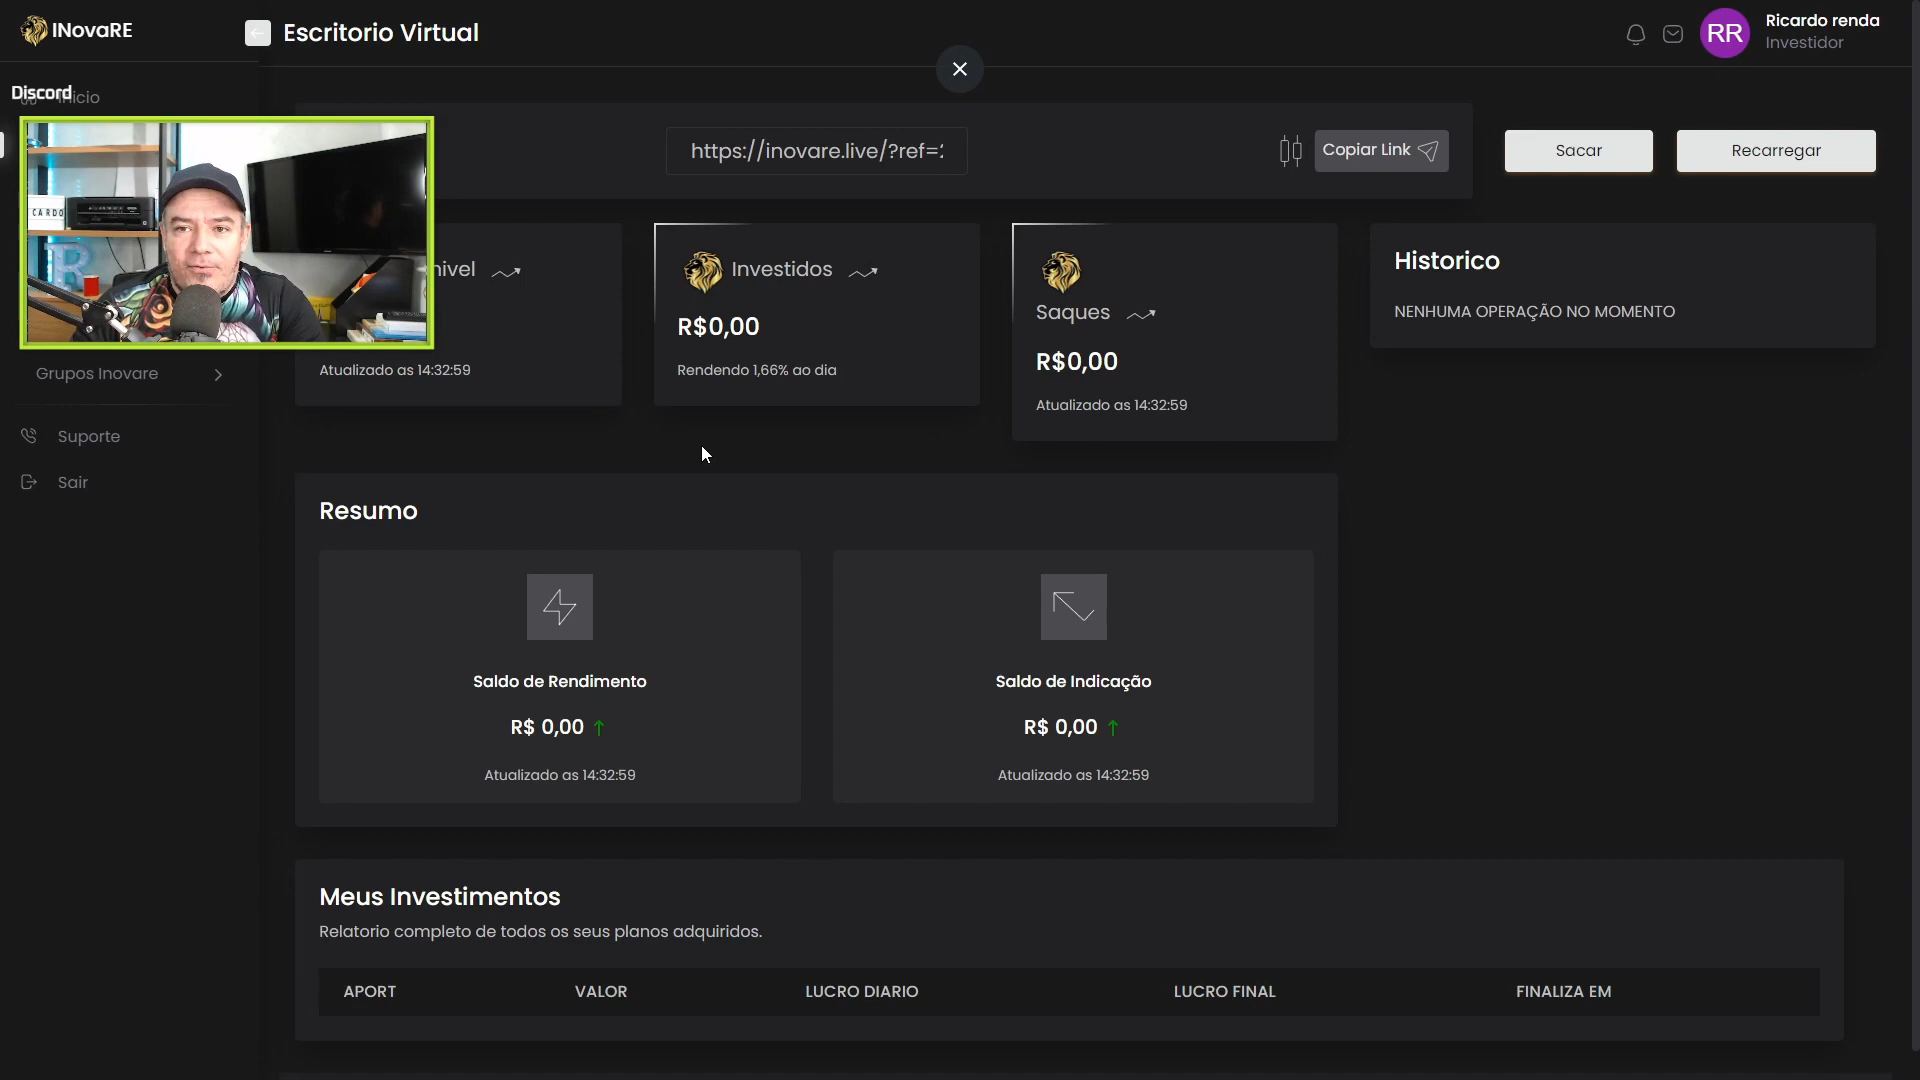 INovaRE
Escritorio Virtual
Ricardo renda
RR
Investidor
Discord
https://inovare.live/?ref=
Copiar Link
Sacar
Recarregar
CARDO
R
Investidos
R$0,00
Rendendo 1,66% ao dia
Saques
R$0,00
Atualizado as 14:32:59
Historico
NENHUMA OPERAÇÃO NO MOMENTO
Atualizado as 14:32:59
Grupos Inovare
Suporte
Sair
Resumo
Saldo de Rendimento
R$ 0,00
Atualizado as 14:32:59
Saldo de Indicação
R$ 0,00
Atualizado as 14:32:59
Meus Investimentos
Relatorio completo de todos os seus planos adquiridos.
APORT VALOR LUCRO DIARIO LUCRO FINAL FINALIZA EM